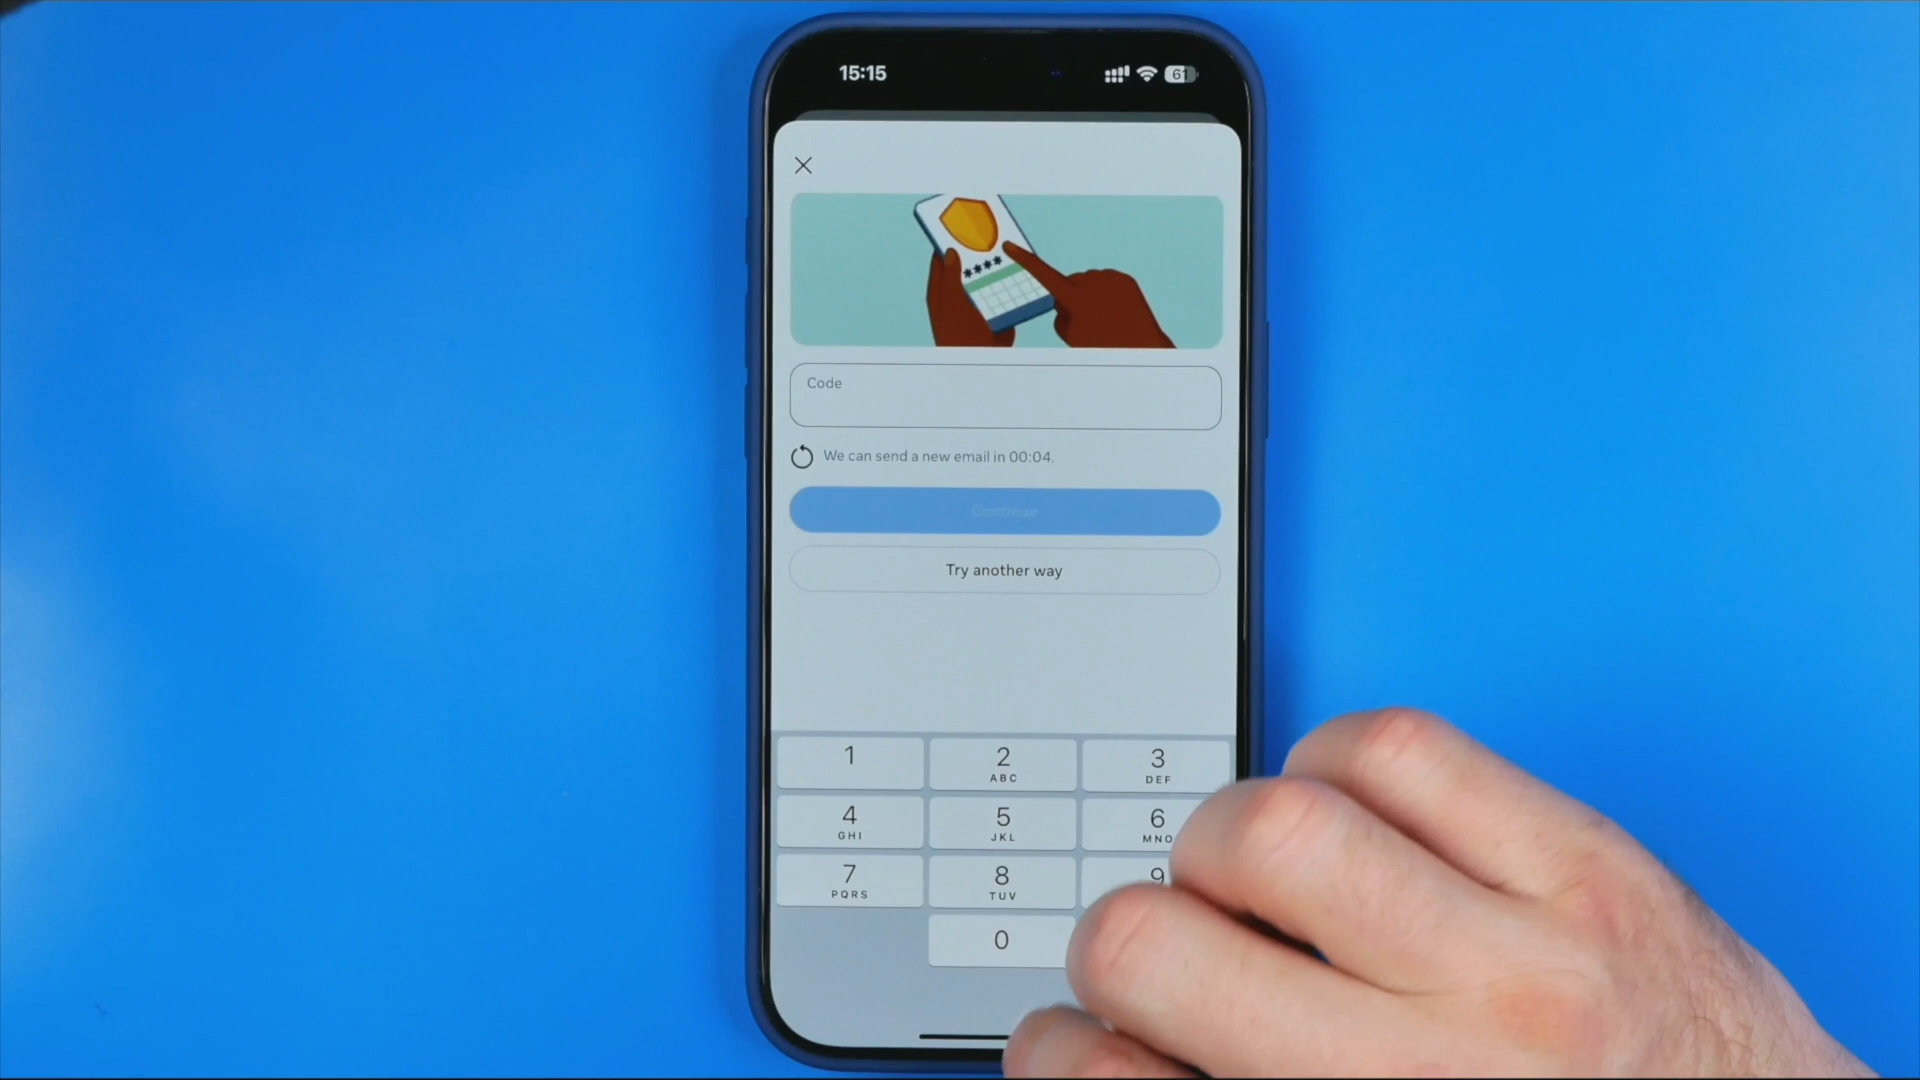 15:15
61
****
Code
We can send a new email in 00:04.
Continue
Try another way
1
2
ABC
3
DEF
4
GHI
5
JKL
6
MNO
7
PQRS
8
TUV
9
0